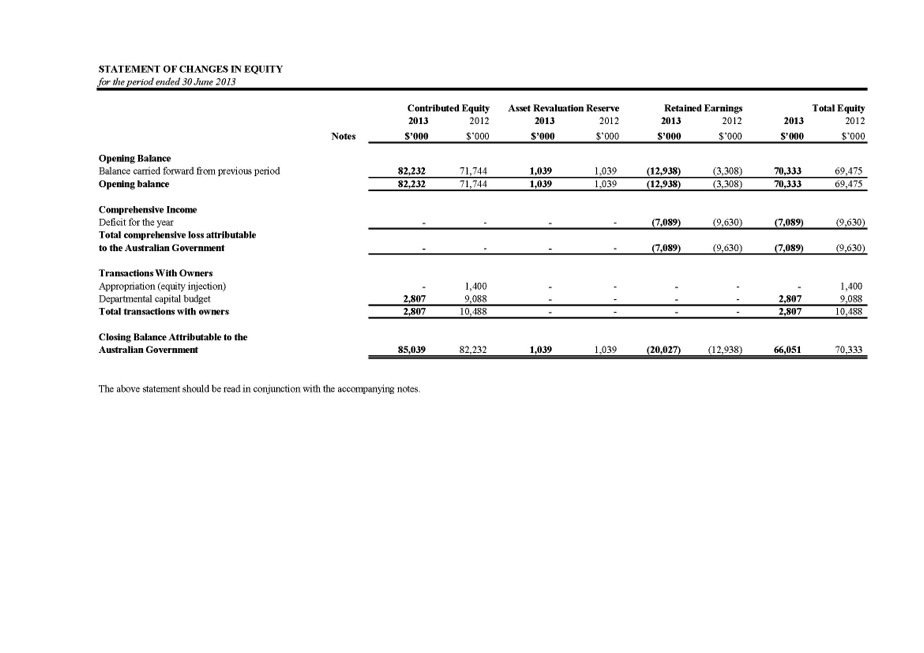 STATEMENT OF CHANGES IN EQUITY
for the period ended 30 June 2013
Contributed Equity Asset Revaluation Reserve Retained Earnings Total Equity
2013 2012 2013 2012 2013 2012 2013 2012
Notes $'000 $'000 $'000 $'000 $'000 $'000 $'000 $'000
Opening Balance
Balance carried forward from previous period 82,232 71,744 1,039 1,039 (12,938) (3,308) 70,333 69,475
Opening balance 82,232 71,744 1,039 1,039 (12,938) (3,308) 70,333 69,475
Comprehensive Income
Deficit for the year - - - - (7,089) (9,630) (7,089) (9,630)
Total comprehensive loss attributable
to the Australian Government - - - - (7,089) (9,630) (7,089) (9,630)
Transactions With Owners
Appropriation (equity injection) - 1,400 - - - - - 1,400
Departmental capital budget 2,807 9,088 - - - - 2,807 9,088
Total transactions with owners 2,807 10,488 - - - - 2,807 10,488
Closing Balance Attributable to the
Australian Government 85,039 82,232 1,039 1,039 (20,027) (12,938) 66,051 70,333
The above statement should be read in conjunction with the accompanying notes.